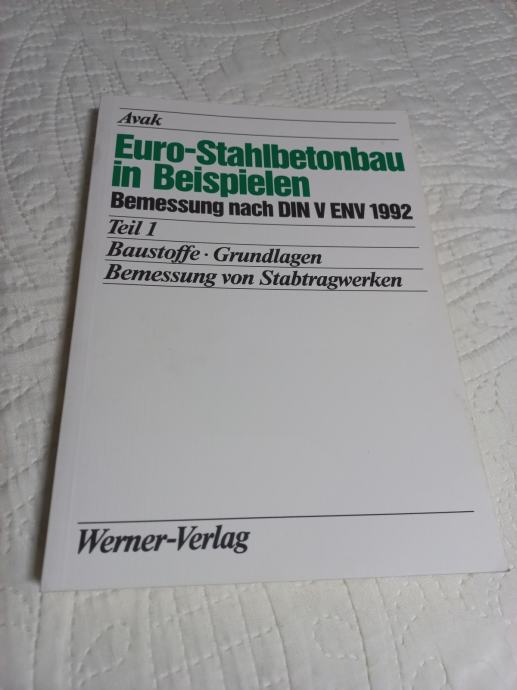 Avak
Euro-Stahlbetonbau
in Beispielen
Bemessung nach DIN V ENV 1992
Teil 1
Baustoffe · Grundlagen
Bemessung von Stabtragwerken
Werner-Verlag